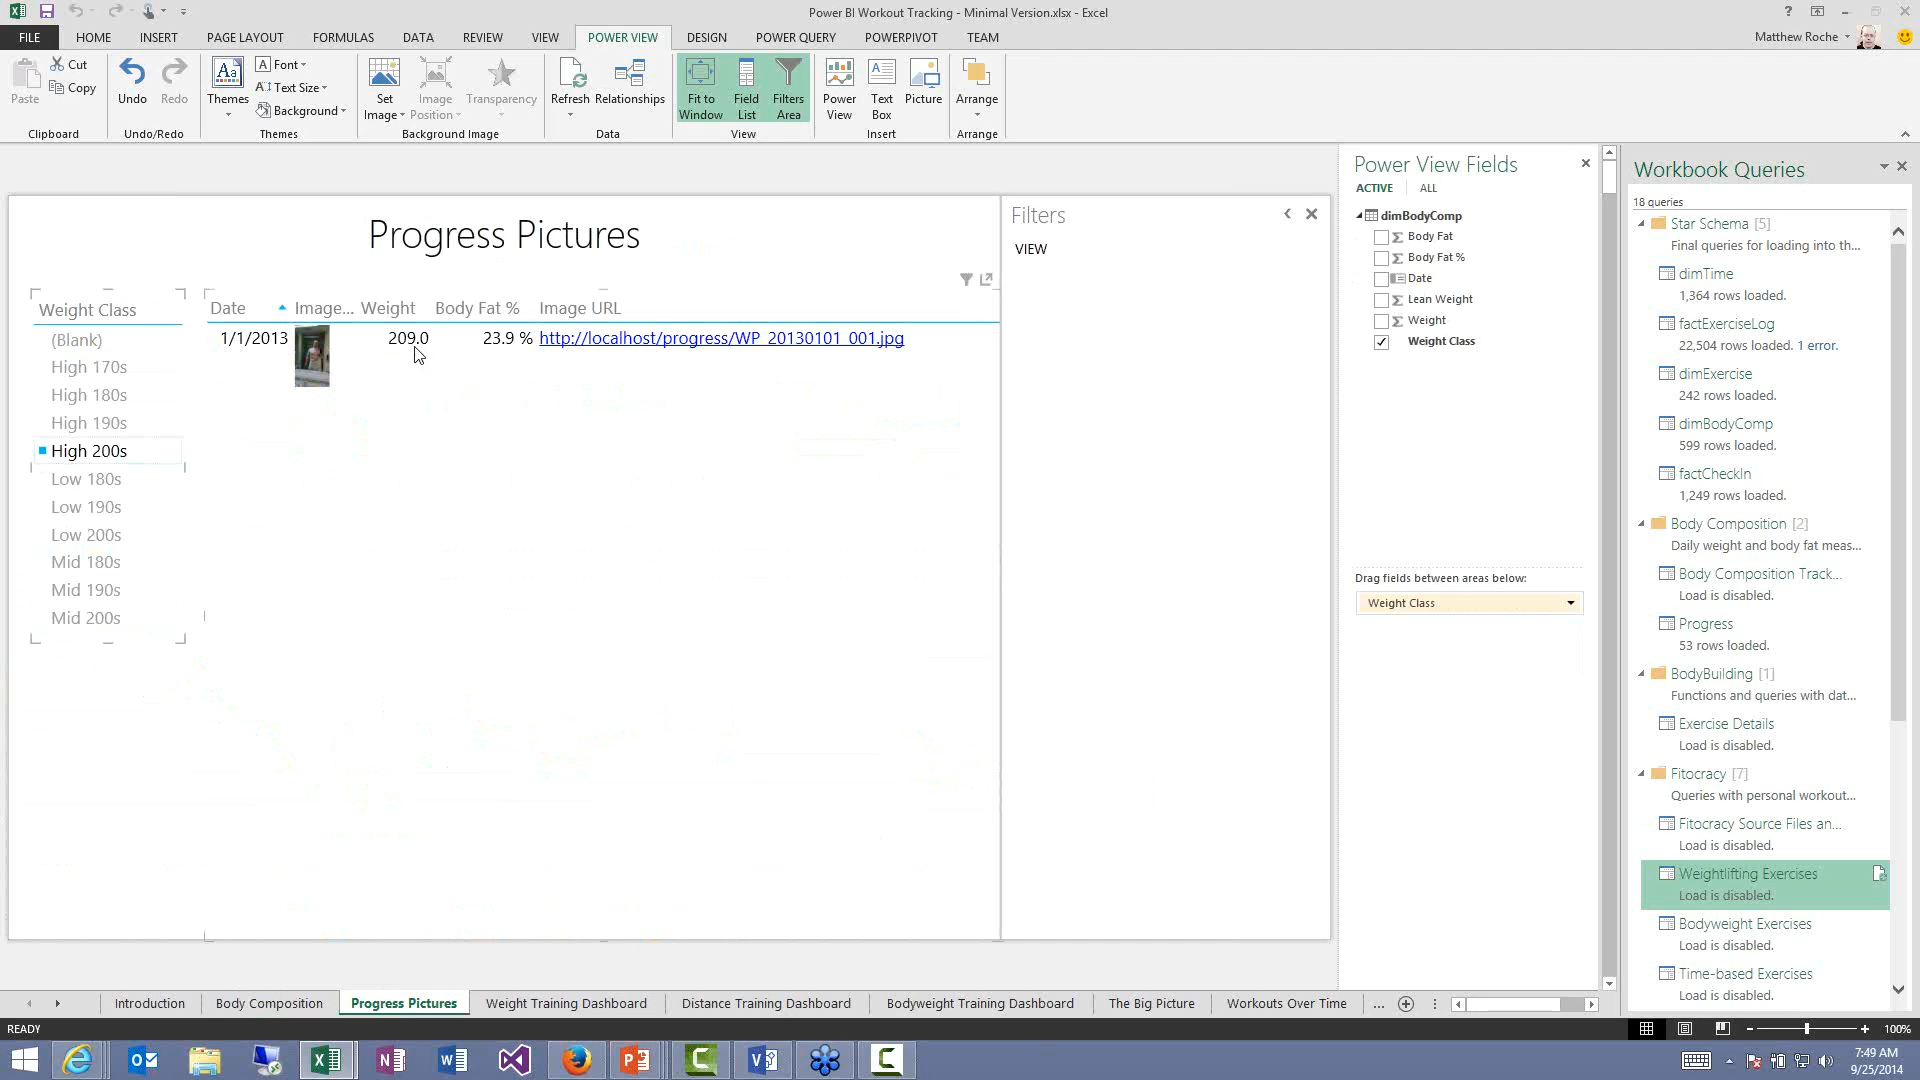 Power BI Workout Tracking - Minimal Version.xlsx - Excel
FILE HOME INSERT PAGE LAYOUT FORMULAS DATA REVIEW VIEW POWER VIEW DESIGN POWER QUERY POWERPIVOT TEAM
Matthew Roche
Paste
Cut
Copy
Clipboard
Undo Redo
Undo/Redo
Themes
Font
Text Size
Background
Themes
Set Image
Image Position
Transparency
Background Image
Refresh Relationships
Data
Fit to Window
Field List
Filters Area
View
Power View
Text Box
Picture
Insert
Arrange
Arrange
Progress Pictures
Weight Class
(Blank)
High 170s
High 180s
High 190s
High 200s
Low 180s
Low 190s
Low 200s
Mid 180s
Mid 190s
Mid 200s
Date Image... Weight Body Fat % Image URL
1/1/2013 209.0 23.9 % http://localhost/progress/WP_20130101_001.jpg
Filters
VIEW
Power View Fields
ACTIVE ALL
dimBodyComp
Body Fat
Body Fat %
Date
Lean Weight
Weight
Weight Class
Drag fields between areas below:
Weight Class
Workbook Queries
18 queries
Star Schema [5]
Final queries for loading into th...
dimTime
1,364 rows loaded.
factExerciseLog
22,504 rows loaded. 1 error.
dimExercise
242 rows loaded.
dimBodyComp
599 rows loaded.
factCheckIn
1,249 rows loaded.
Body Composition [2]
Daily weight and body fat meas...
Body Composition Track...
Load is disabled.
Progress
53 rows loaded.
BodyBuilding [1]
Functions and queries with dat...
Exercise Details
Load is disabled.
Fitocracy [7]
Queries with personal workout...
Fitocracy Source Files an...
Load is disabled.
Weightlifting Exercises
Load is disabled.
Bodyweight Exercises
Load is disabled.
Time-based Exercises
Load is disabled.
Introduction Body Composition Progress Pictures Weight Training Dashboard Distance Training Dashboard Bodyweight Training Dashboard The Big Picture Workouts Over Time ...
READY
100%
7:49 AM
9/25/2014